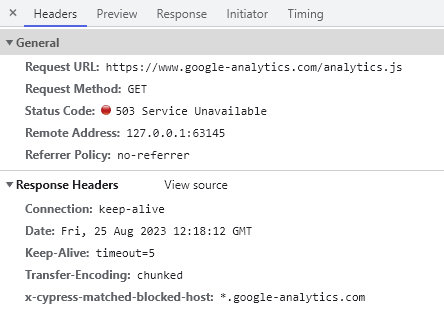 × Headers Preview Response Initiator Timing
▼ General
Request URL: https://www.google-analytics.com/analytics.js
Request Method: GET
Status Code: 503 Service Unavailable
Remote Address: 127.0.0.1:63145
Referrer Policy: no-referrer
▼ Response Headers View source
Connection: keep-alive
Date: Fri, 25 Aug 2023 12:18:12 GMT
Keep-Alive: timeout=5
Transfer-Encoding: chunked
x-cypress-matched-blocked-host: *.google-analytics.com